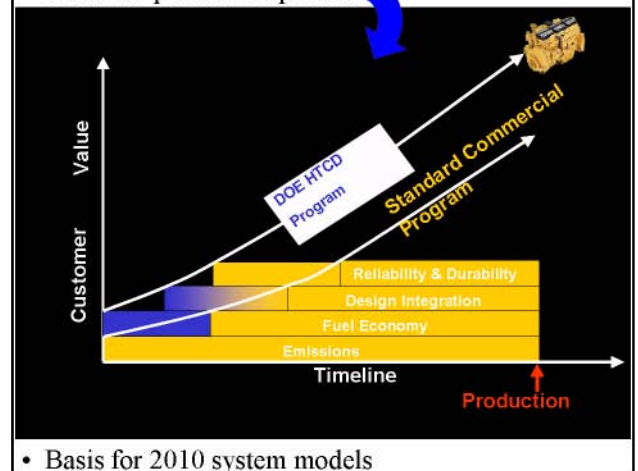 Value
Customer
DOE HTCD
Program
Standard Commercial
Program
Reliability & Durability
Design Integration
Fuel Economy
Emissions
Timeline
Production
• Basis for 2010 system models